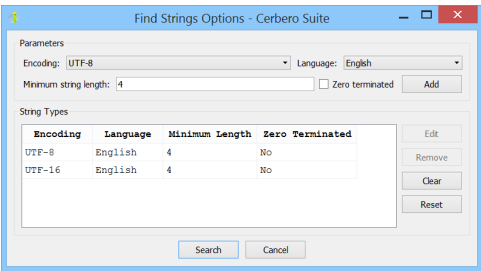 Find Strings Options - Cerbero Suite
Parameters
Encoding: UTF-8 Language: English
Minimum string length: 4 Zero terminated Add
String Types
Encoding Language Minimum Length Zero Terminated
UTF-8 English 4 No
UTF-16 English 4 No
Edit
Remove
Clear
Reset
Search Cancel